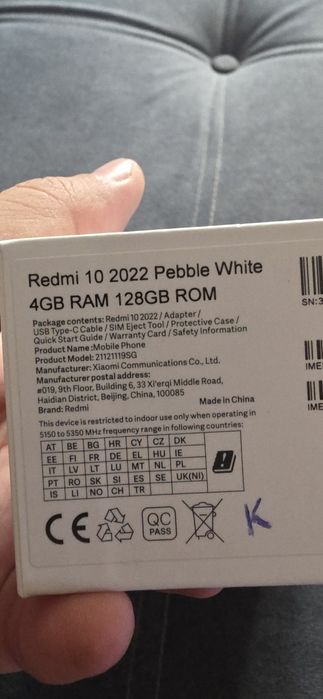 Redmi 10 2022 Pebble White
4GB RAM 128GB ROM
Package contents: Redmi 10 2022 / Adapter /
USB Type-C Cable / SIM Eject Tool / Protective Case /
Quick Start Guide / Warranty Card / Safety Information
Product Name:Mobile Phone
Product Model:21121119SG
Manufacturer: Xiaomi Communications Co., Ltd.
Manufacturer postal address:
#019, 9th Floor, Building 6, 33 Xi'erqi Middle Road,
Haidian District, Beijing, China, 100085
Brand: Redmi Made in China
This device is restricted to indoor use only when operating in
5150 to 5350 MHz frequency range in following countries:
AT BE BG HR CY CZ DK
EE FI FR DE EL HU IE
IT LV LT LU MT NL PL
PT RO SK SI ES SE UK(NI)
IS LI NO CH TR
CE
QC
PASS
K
SN:3
IME
IME